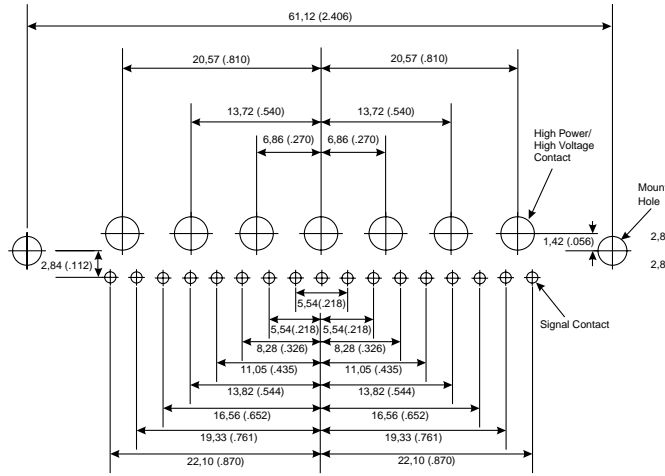 61,12 (2.406)
20,57 (.810) 20,57 (.810)
13,72 (.540) 13,72 (.540)
6,86 (.270) 6,86 (.270)
High Power/
High Voltage
Contact
Mount
Hole
1,42 (.056)
2,8
2,8
2,84 (.112)
5,54(.218)
Signal Contact
5,54(.218) 5,54(.218)
8,28 (.326) 8,28 (.326)
11,05 (.435) 11,05 (.435)
13,82 (.544) 13,82 (.544)
16,56 (.652) 16,56 (.652)
19,33 (.761) 19,33 (.761)
22,10 (.870) 22,10 (.870)